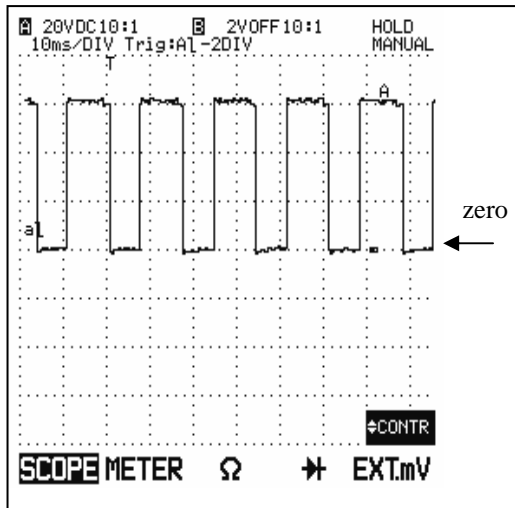 A 20VDC10:1 B 2VOFF10:1 HOLD
10ms/DIV Trig:A↓-2DIV MANUAL
T
A
zero
CONTR
SCOPE METER Ω EXT.mV